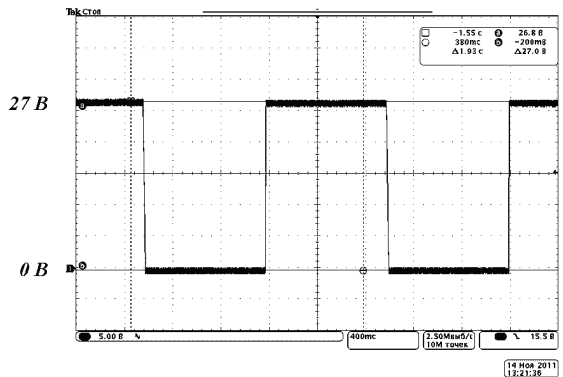 Tek Стоп
-1.55 с a 26.8 В
380мс b -200мВ
Δ1.93 с Δ27.0 В
27 В
a
b
0 В
1
5.00 В
400мс
2.50Мвыб/с
10М точек
15.5 В
14 Ноя 2011
13:21:36